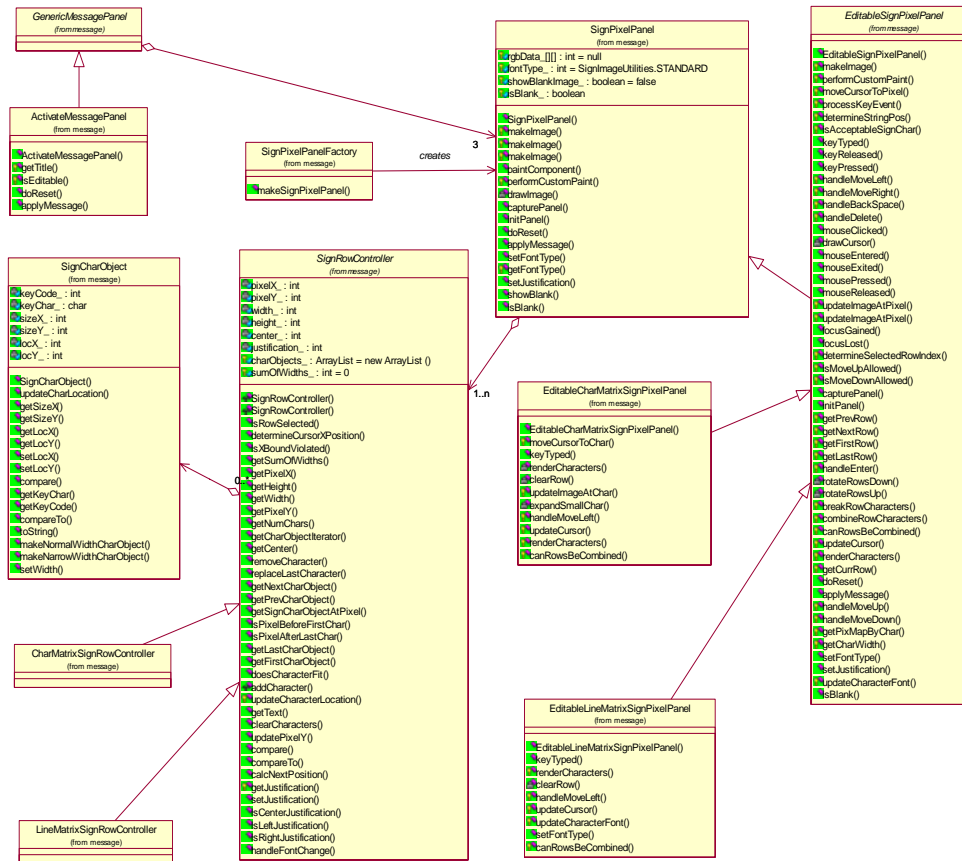 GenericMessagePanel
(from message)
ActivateMessagePanel
(from message)
ActivateMessagePanel()
getTitle()
isEditable()
doReset()
applyMessage()
SignPixelPanelFactory
(from message)
makeSignPixelPanel()
creates
3
SignPixelPanel
(from message)
rgbData_[][] : int = null
fontType_ : int = SignImageUtilities.STANDARD
showBlankImage_ : boolean = false
isBlank_ : boolean
SignPixelPanel()
makeImage()
makeImage()
makeImage()
paintComponent()
performCustomPaint()
drawImage()
capturePanel()
initPanel()
doReset()
applyMessage()
setFontType()
getFontType()
setJustification()
showBlank()
isBlank()
EditableSignPixelPanel
(from message)
EditableSignPixelPanel()
makeImage()
performCustomPaint()
moveCursorToPixel()
processKeyEvent()
determineStringPos()
isAcceptableSignChar()
keyTyped()
keyReleased()
keyPressed()
handleMoveLeft()
handleMoveRight()
handleBackSpace()
handleDelete()
mouseClicked()
drawCursor()
mouseEntered()
mouseExited()
mousePressed()
mouseReleased()
updateImageAtPixel()
updateImageAtPixel()
focusGained()
focusLost()
determineSelectedRowIndex()
isMoveUpAllowed()
isMoveDownAllowed()
capturePanel()
initPanel()
getPrevRow()
getNextRow()
getFirstRow()
getLastRow()
handleEnter()
rotateRowsDown()
rotateRowsUp()
breakRowCharacters()
combineRowCharacters()
canRowsBeCombined()
updateCursor()
renderCharacters()
getCurrRow()
doReset()
applyMessage()
handleMoveUp()
handleMoveDown()
getPixMapByChar()
getCharWidth()
setFontType()
setJustification()
updateCharacterFont()
isBlank()
SignCharObject
(from message)
keyCode_ : int
keyChar_ : char
sizeX_ : int
sizeY_ : int
locX_ : int
locY_ : int
SignCharObject()
updateCharLocation()
getSizeX()
getSizeY()
getLocX()
getLocY()
setLocX()
setLocY()
compare()
getKeyChar()
getKeyCode()
compareTo()
toString()
makeNormalWidthCharObject()
makeNarrowWidthCharObject()
setWidth()
SignRowController
(from message)
pixelX_ : int
pixelY_ : int
width_ : int
height_ : int
center_ : int
justification_ : int
charObjects_ : ArrayList = new ArrayList ()
sumOfWidths_ : int = 0
SignRowController()
SignRowController()
isRowSelected()
determineCursorXPosition()
isXBoundViolated()
getSumOfWidths()
getPixelX()
getHeight()
getWidth()
getPixelY()
getNumChars()
getCharObjectIterator()
getCenter()
removeCharacter()
replaceLastCharacter()
getNextCharObject()
getPrevCharObject()
getSignCharObjectAtPixel()
isPixelBeforeFirstChar()
isPixelAfterLastChar()
getLastCharObject()
getFirstCharObject()
doesCharacterFit()
addCharacter()
updateCharacterLocation()
getText()
clearCharacters()
updatePixelY()
compare()
compareTo()
calcNextPosition()
getJustification()
setJustification()
isCenterJustification()
isLeftJustification()
isRightJustification()
handleFontChange()
1..n
EditableCharMatrixSignPixelPanel
(from message)
EditableCharMatrixSignPixelPanel()
moveCursorToChar()
keyTyped()
renderCharacters()
clearRow()
updateImageAtChar()
expandSmallChar()
handleMoveLeft()
updateCursor()
renderCharacters()
canRowsBeCombined()
CharMatrixSignRowController
(from message)
LineMatrixSignRowController
(from message)
EditableLineMatrixSignPixelPanel
(from message)
EditableLineMatrixSignPixelPanel()
keyTyped()
renderCharacters()
clearRow()
handleMoveLeft()
updateCursor()
updateCharacterFont()
setFontType()
canRowsBeCombined()